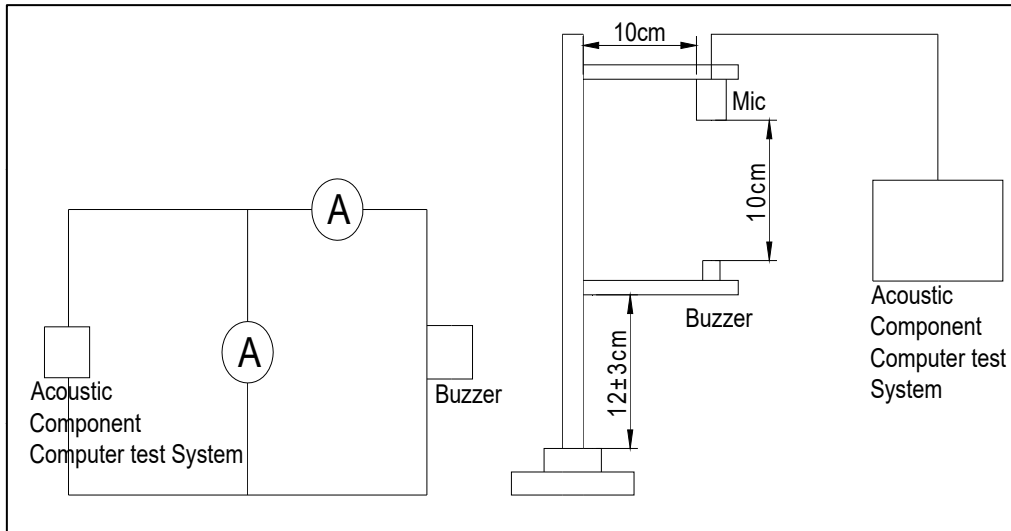 A
A
Acoustic
Component
Computer test System
Buzzer
10cm
Mic
10cm
Buzzer
12±3cm
Acoustic
Component
Computer test
System